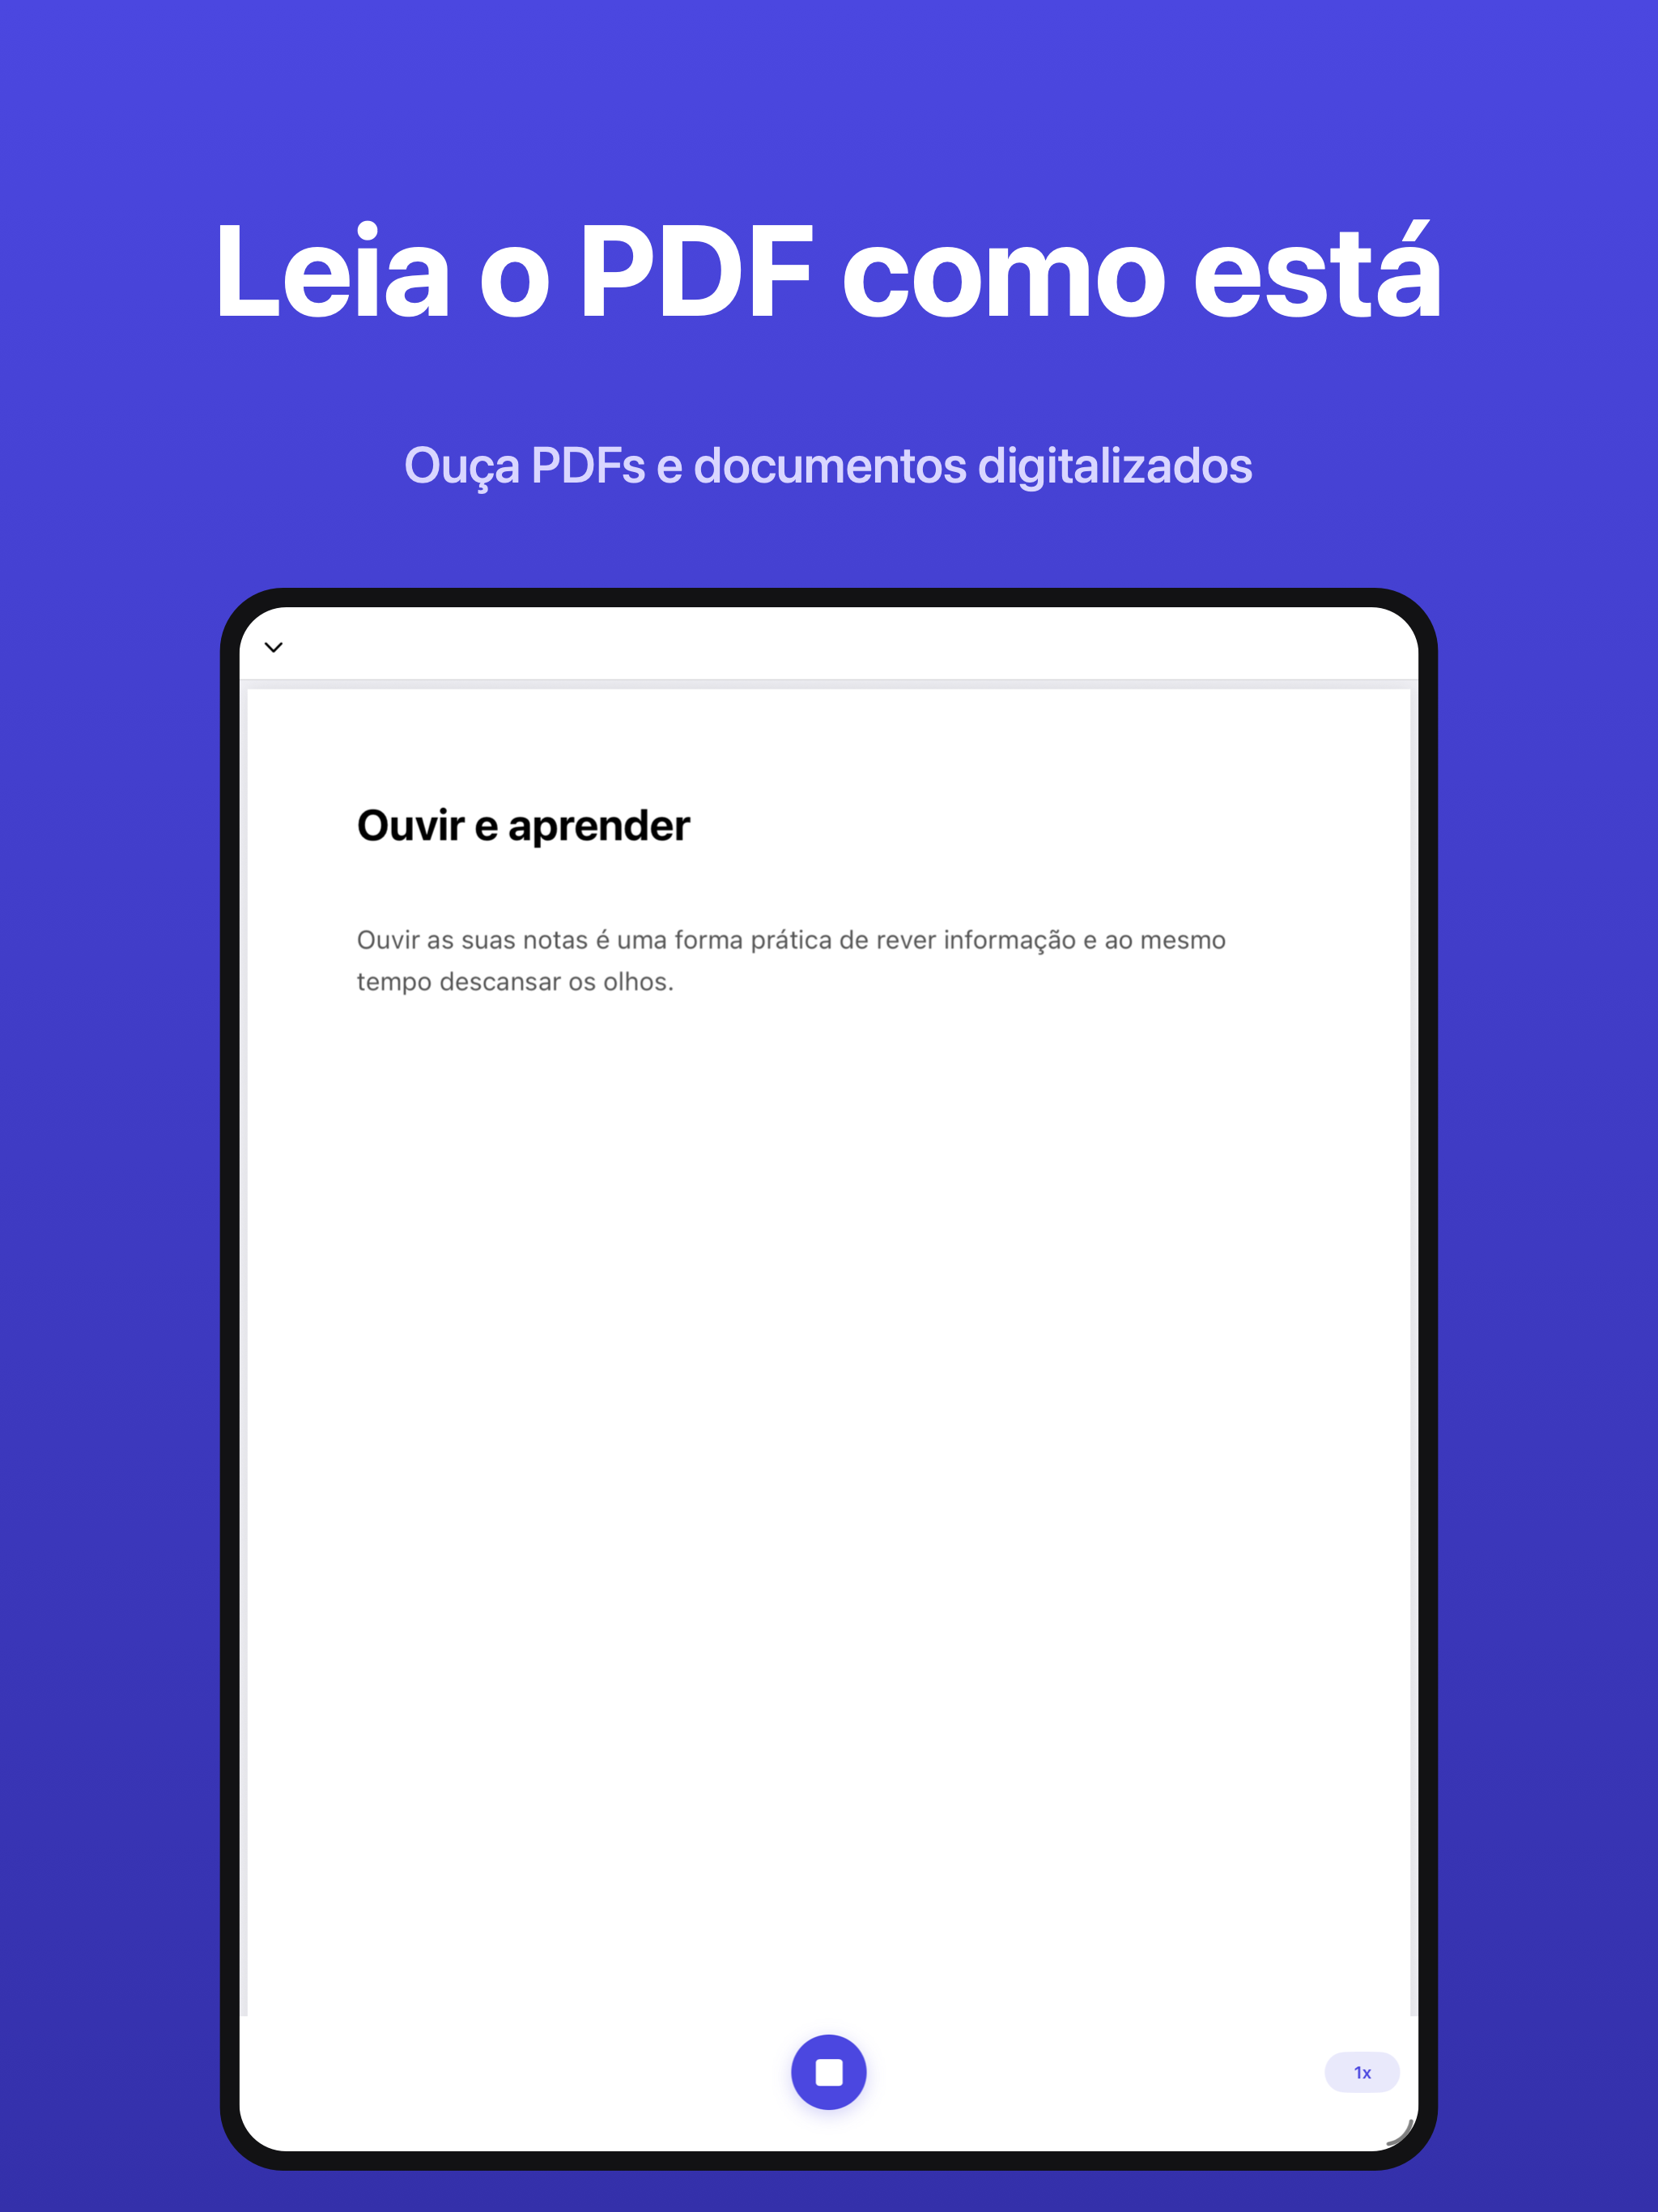 Leia o PDF como está
Ouça PDFs e documentos digitalizados
Ouvir e aprender
Ouvir as suas notas é uma forma prática de rever informação e ao mesmo
tempo descansar os olhos.
1x